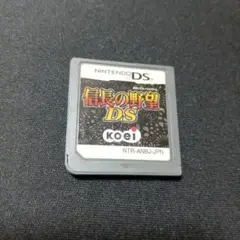 NINTENDO DS
信長の野望
DS
KOEI
NTR-ANBJ-JPN